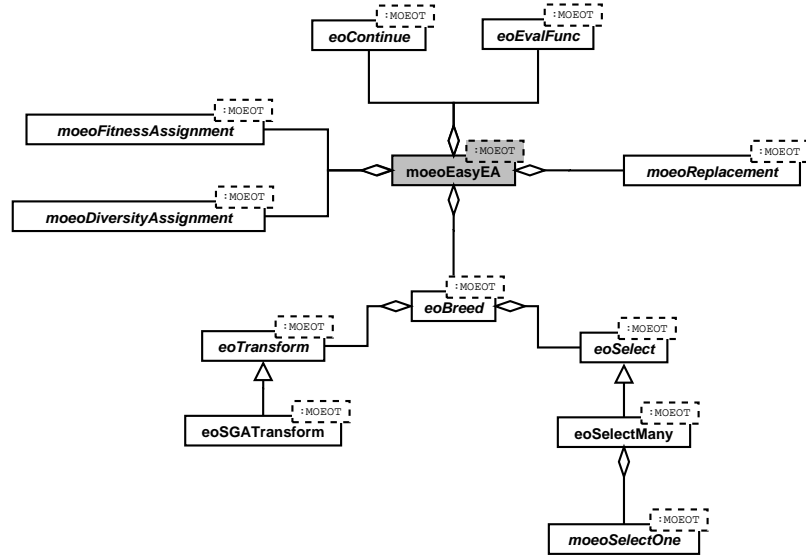 :MOEOT
eoContinue
:MOEOT
eoEvalFunc
:MOEOT
moeoFitnessAssignment
:MOEOT
moeoEasyEA
:MOEOT
moeoReplacement
:MOEOT
moeoDiversityAssignment
:MOEOT
eoBreed
:MOEOT
eoTransform
:MOEOT
eoSelect
:MOEOT
eoSGATransform
:MOEOT
eoSelectMany
:MOEOT
moeoSelectOne